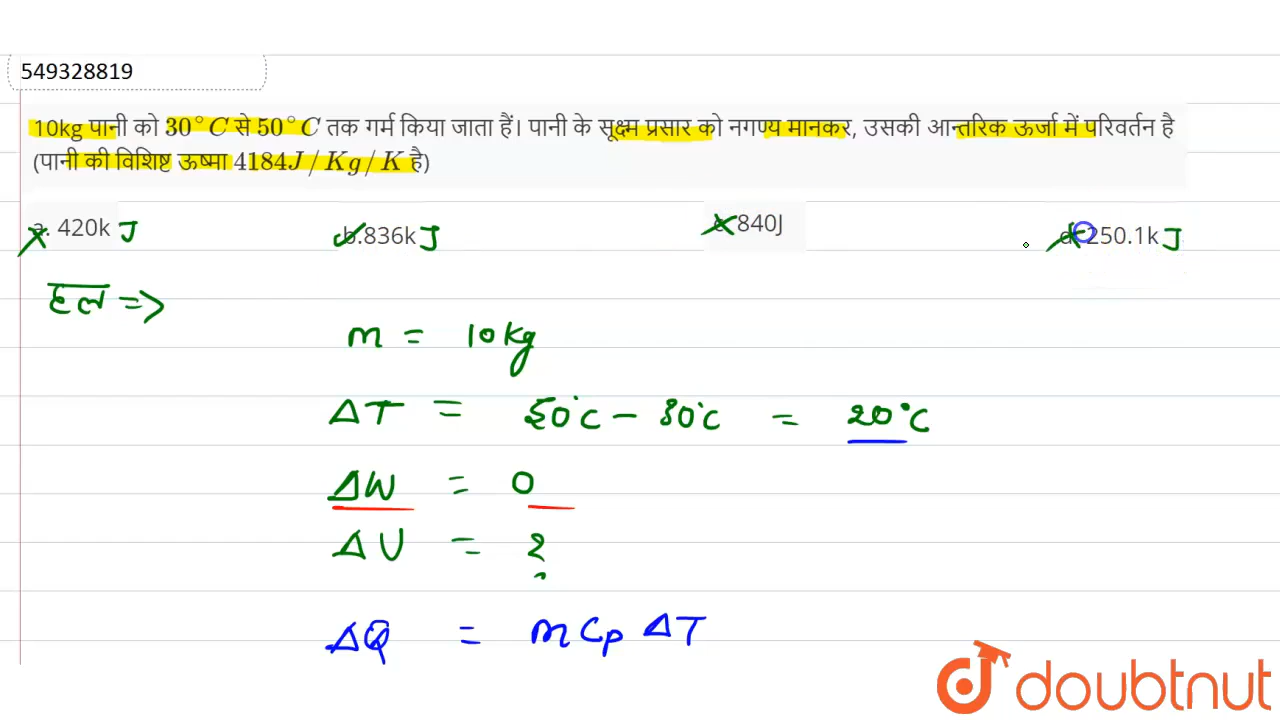 549328819
10kg पानी को 30°C से 50°C तक गर्म किया जाता हैं। पानी के सूक्ष्म प्रसार को नगण्य मानकर, उसकी आन्तरिक ऊर्जा में परिवर्तन है
(पानी की विशिष्ट ऊष्मा 4184J/Kg/K है)
a. 420k J b.836k J c. 840J d. 250.1k J
हल =>
m = 10kg
ΔT = 50°C - 30°C = 20°C
ΔW = 0
ΔU = ?
ΔQ = m Cp ΔT
doubtnut